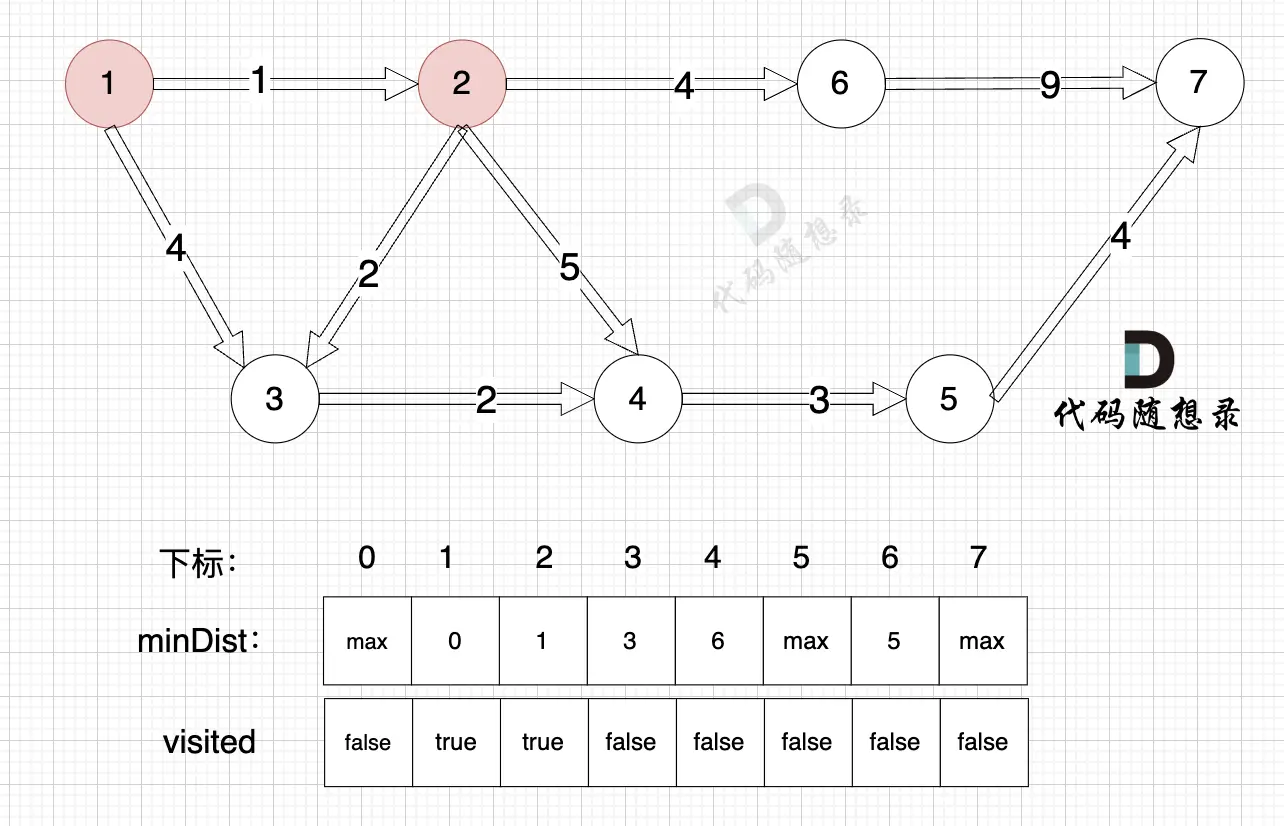 1 1 2 4 6 9 7
4 2 5 4
代码随想录
3 2 4 3 5
代码随想录
下标: 0 1 2 3 4 5 6 7
minDist: max 0 1 3 6 max 5 max
visited false true true false false false false false